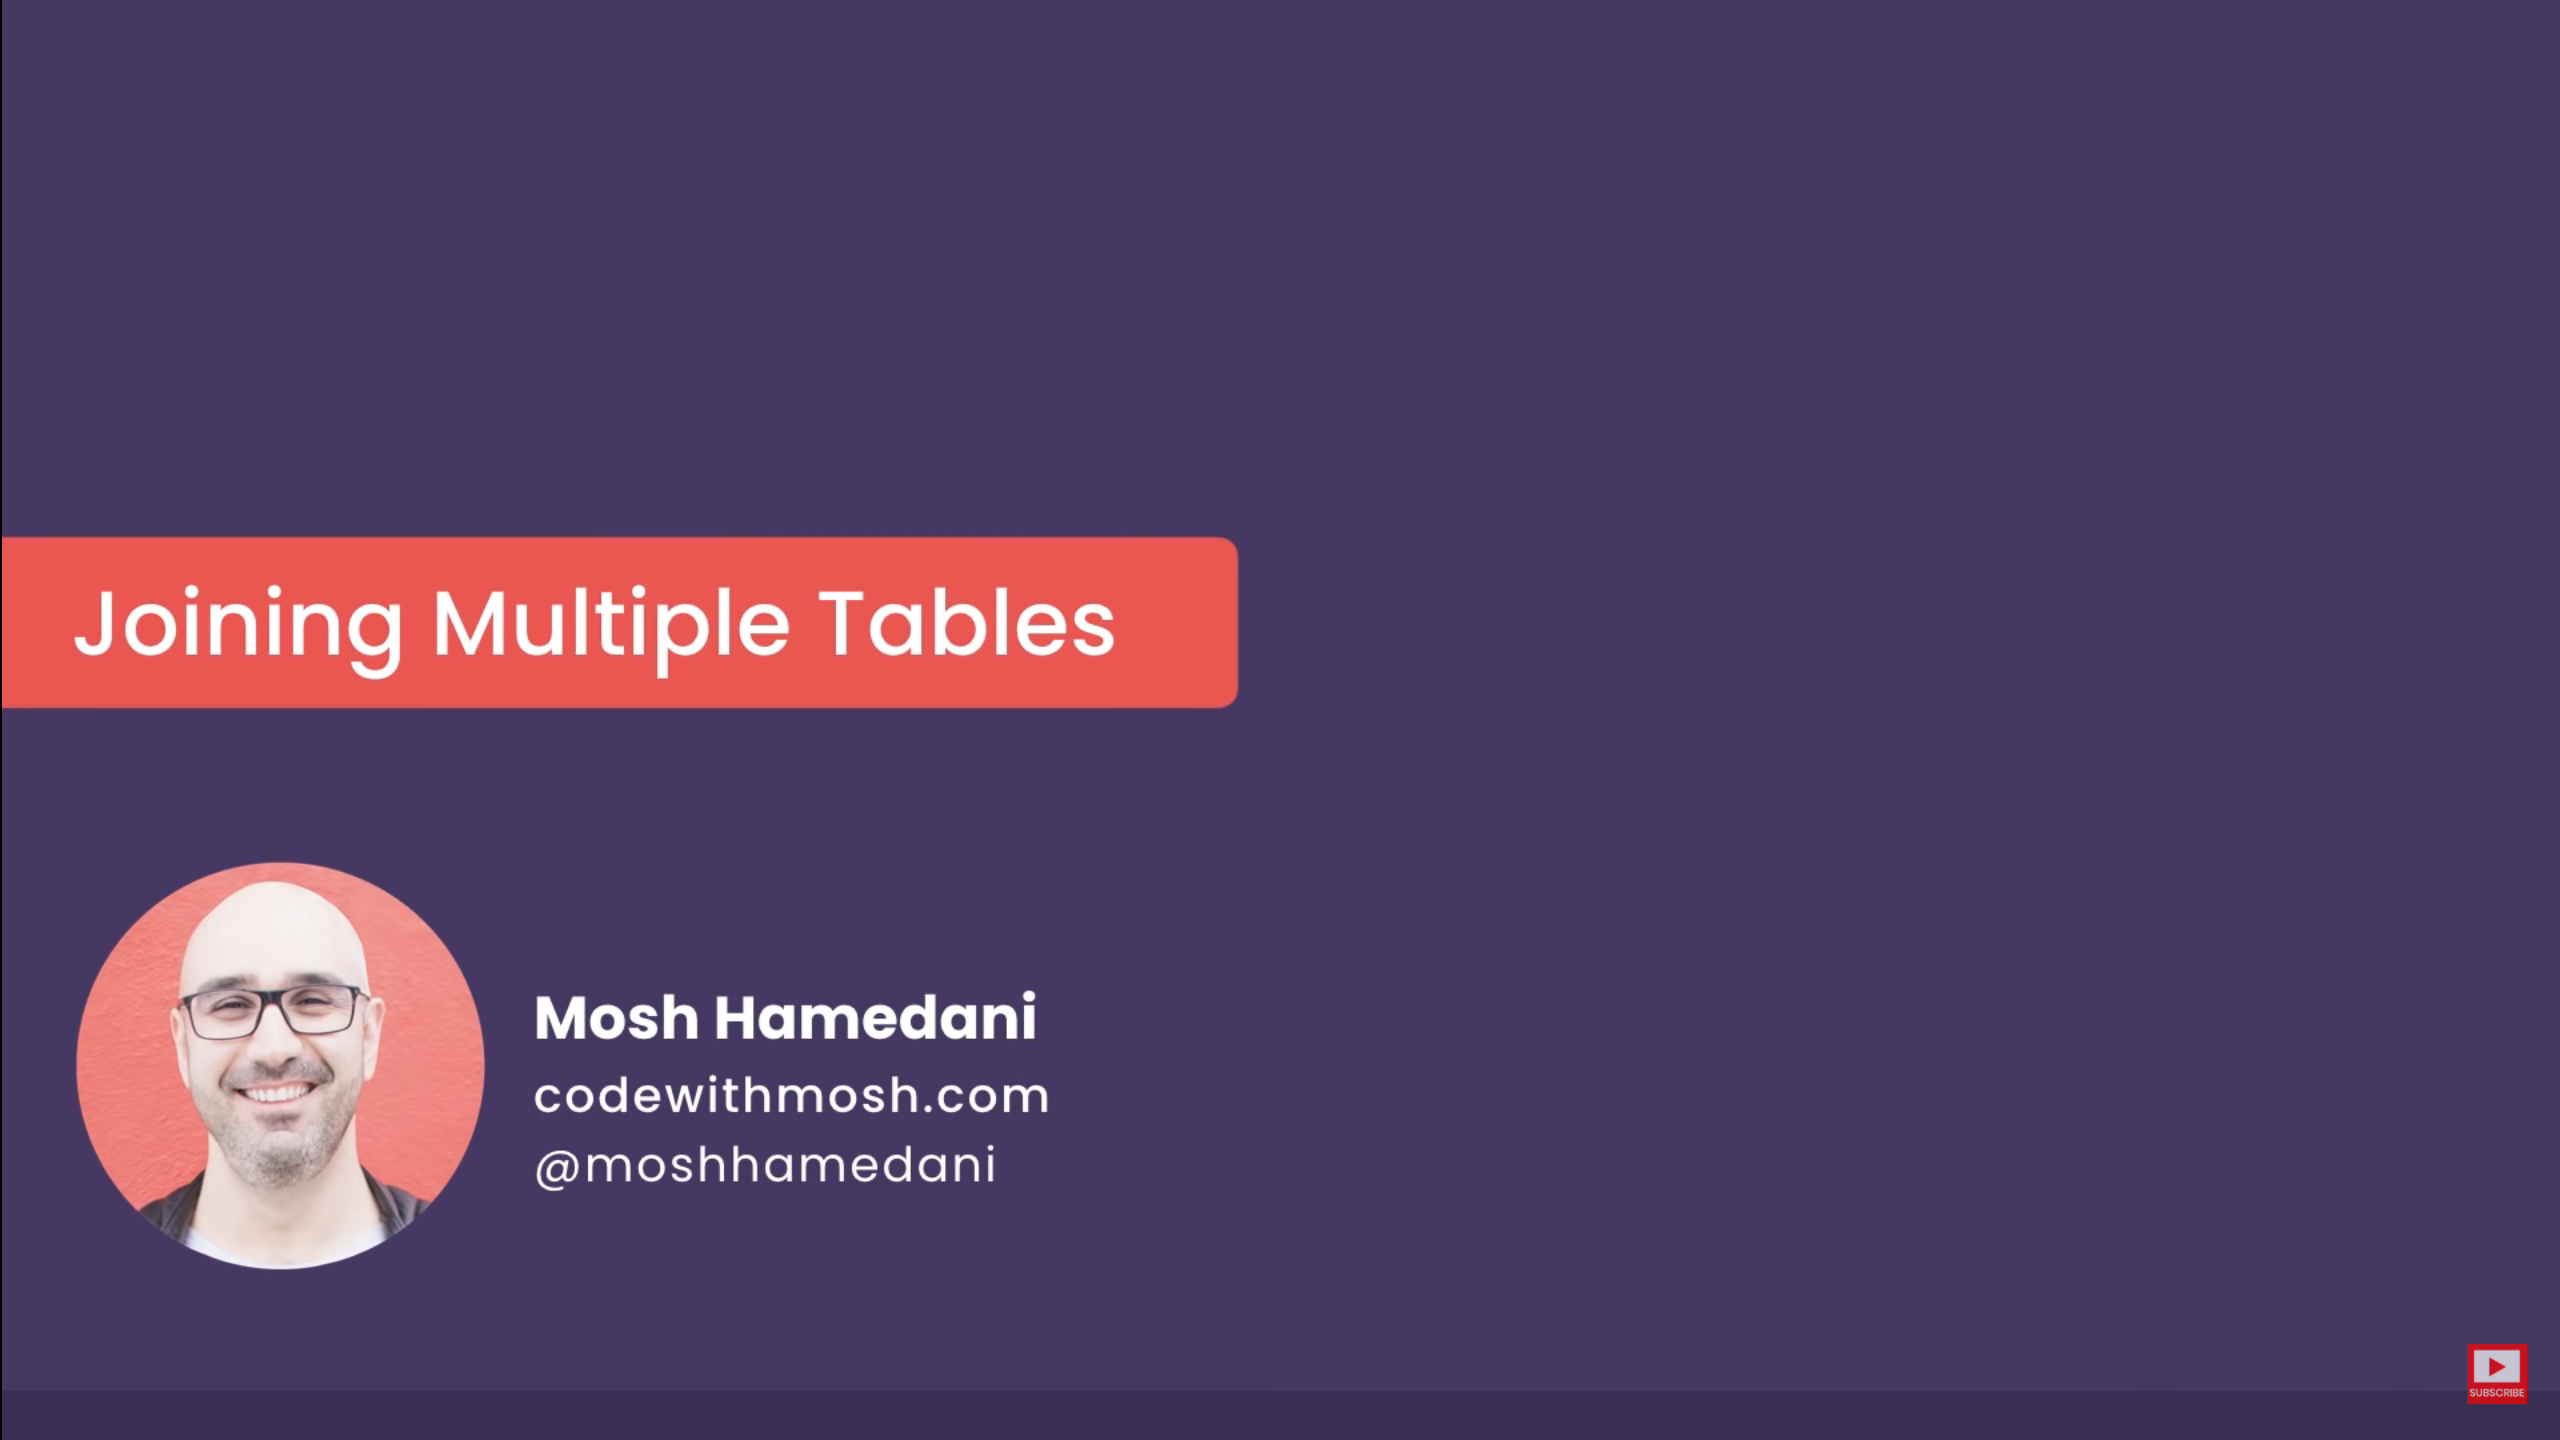 Joining Multiple Tables
Mosh Hamedani
codewithmosh.com
@moshhamedani
SUBSCRIBE